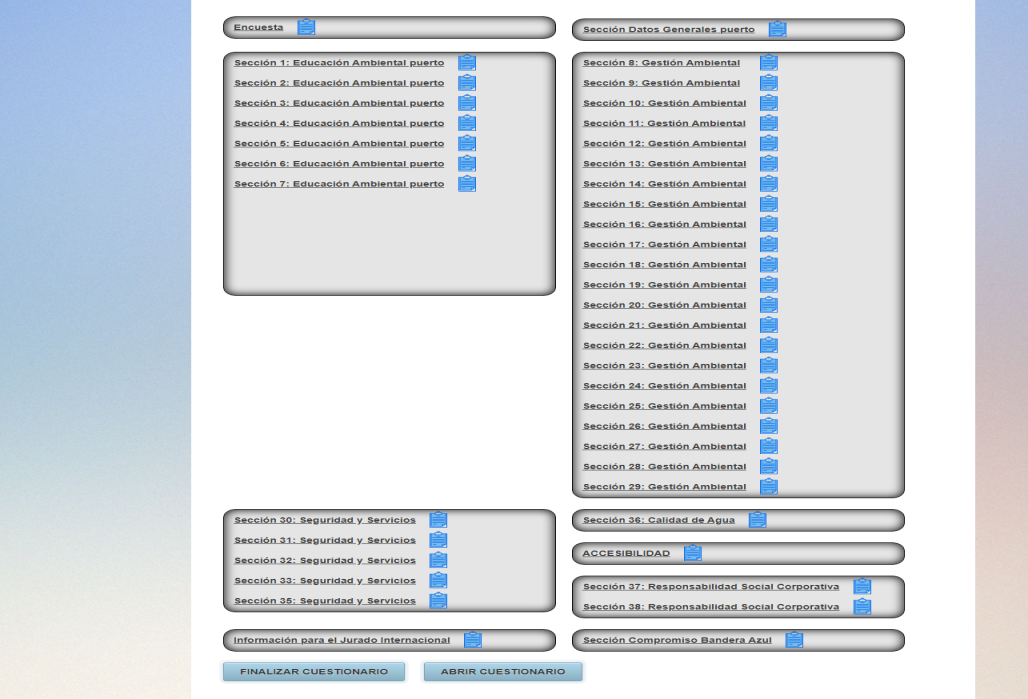 Encuesta
Sección Datos Generales puerto
Sección 1: Educación Ambiental puerto
Sección 2: Educación Ambiental puerto
Sección 3: Educación Ambiental puerto
Sección 4: Educación Ambiental puerto
Sección 5: Educación Ambiental puerto
Sección 6: Educación Ambiental puerto
Sección 7: Educación Ambiental puerto
Sección 8: Gestión Ambiental
Sección 9: Gestión Ambiental
Sección 10: Gestión Ambiental
Sección 11: Gestión Ambiental
Sección 12: Gestión Ambiental
Sección 13: Gestión Ambiental
Sección 14: Gestión Ambiental
Sección 15: Gestión Ambiental
Sección 16: Gestión Ambiental
Sección 17: Gestión Ambiental
Sección 18: Gestión Ambiental
Sección 19: Gestión Ambiental
Sección 20: Gestión Ambiental
Sección 21: Gestión Ambiental
Sección 22: Gestión Ambiental
Sección 23: Gestión Ambiental
Sección 24: Gestión Ambiental
Sección 25: Gestión Ambiental
Sección 26: Gestión Ambiental
Sección 27: Gestión Ambiental
Sección 28: Gestión Ambiental
Sección 29: Gestión Ambiental
Sección 30: Seguridad y Servicios
Sección 31: Seguridad y Servicios
Sección 32: Seguridad y Servicios
Sección 33: Seguridad y Servicios
Sección 35: Seguridad y Servicios
Sección 36: Calidad de Agua
ACCESIBILIDAD
Sección 37: Responsabilidad Social Corporativa
Sección 38: Responsabilidad Social Corporativa
Información para el Jurado Internacional
Sección Compromiso Bandera Azul
FINALIZAR CUESTIONARIO
ABRIR CUESTIONARIO